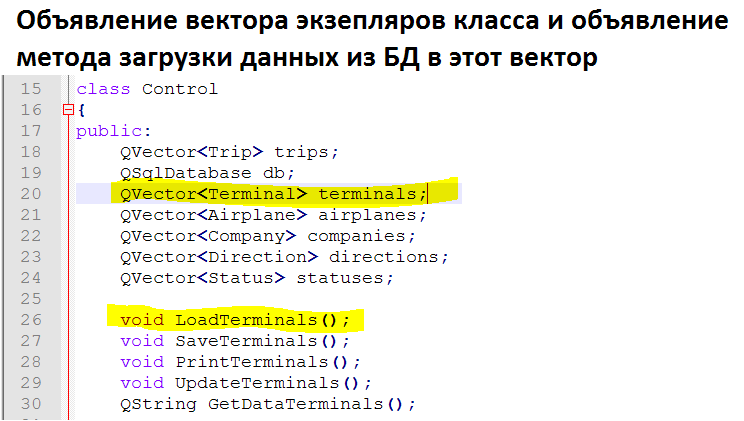 Объявление вектора экзепляров класса и объявление
метода загрузки данных из БД в этот вектор
15 class Control
16 {
17 public:
18 QVector<Trip> trips;
19 QSqlDatabase db;
20 QVector<Terminal> terminals;
21 QVector<Airplane> airplanes;
22 QVector<Company> companies;
23 QVector<Direction> directions;
24 QVector<Status> statuses;
25
26 void LoadTerminals();
27 void SaveTerminals();
28 void PrintTerminals();
29 void UpdateTerminals();
30 QString GetDataTerminals();